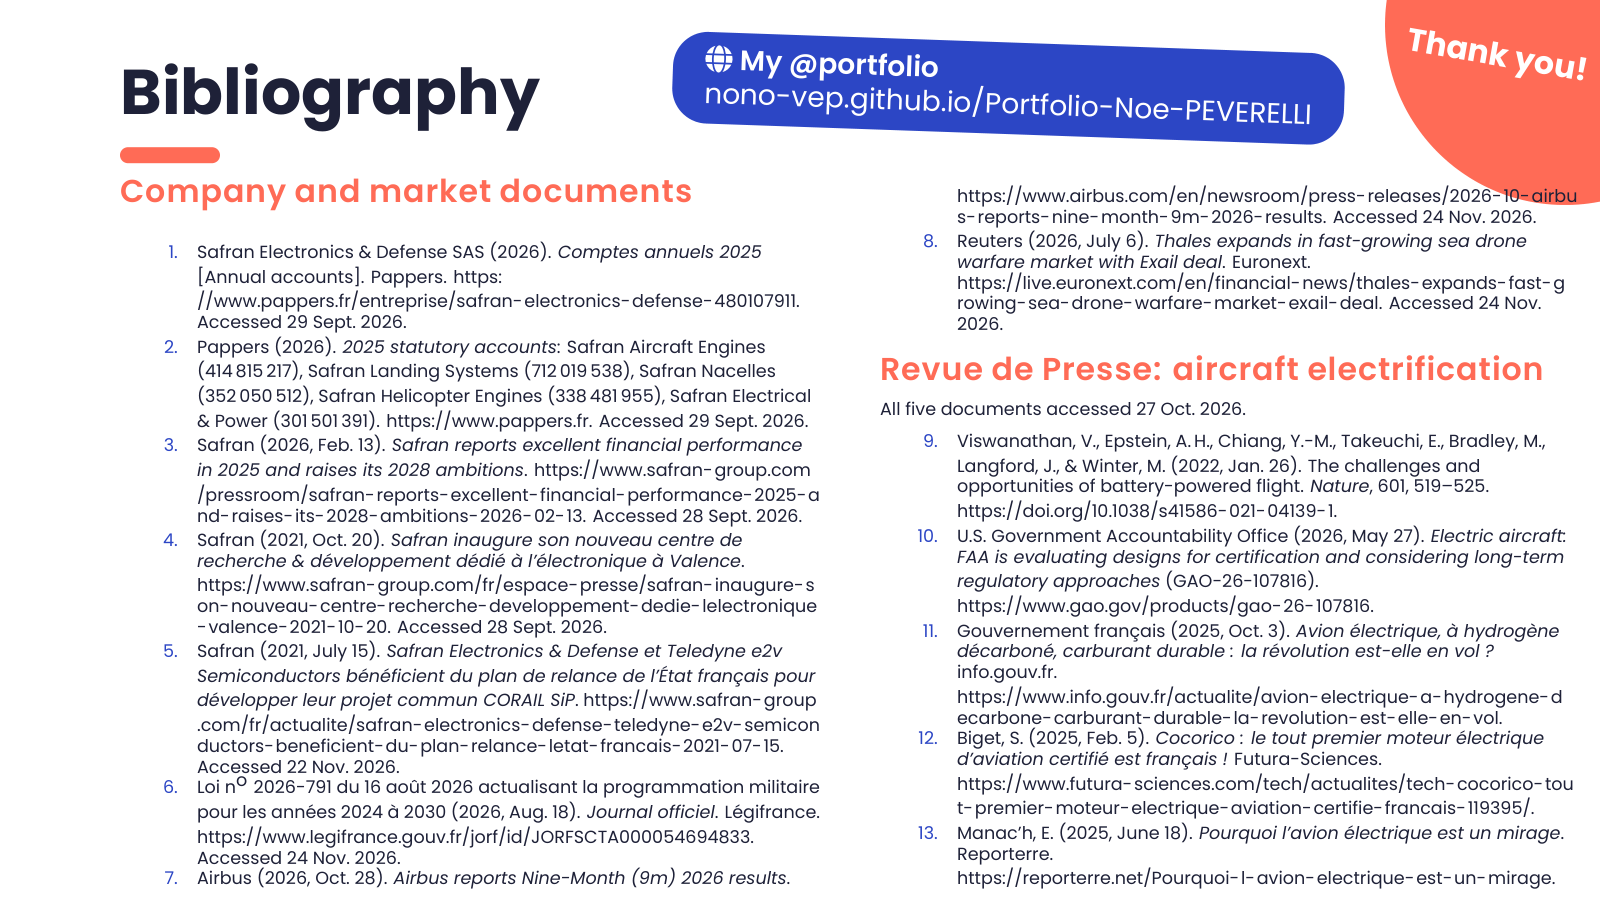 Bibliography
My @portfolio
nono-vep.github.io/Portfolio-Noe-PEVERELLI
Thank you!
Company and market documents
1. Safran Electronics & Defense SAS (2026). Comptes annuels 2025
[Annual accounts]. Pappers. https:
//www.pappers.fr/entreprise/safran-electronics-defense-480107911.
Accessed 29 Sept. 2026.
2. Pappers (2026). 2025 statutory accounts: Safran Aircraft Engines
(414 815 217), Safran Landing Systems (712 019 538), Safran Nacelles
(352 050 512), Safran Helicopter Engines (338 481 955), Safran Electrical
& Power (301 501 391). https://www.pappers.fr. Accessed 29 Sept. 2026.
3. Safran (2026, Feb. 13). Safran reports excellent financial performance
in 2025 and raises its 2028 ambitions. https://www.safran-group.com
/pressroom/safran-reports-excellent-financial-performance-2025-a
nd-raises-its-2028-ambitions-2026-02-13. Accessed 28 Sept. 2026.
4. Safran (2021, Oct. 20). Safran inaugure son nouveau centre de
recherche & développement dédié à l’électronique à Valence.
https://www.safran-group.com/fr/espace-presse/safran-inaugure-s
on-nouveau-centre-recherche-developpement-dedie-lelectronique
-valence-2021-10-20. Accessed 28 Sept. 2026.
5. Safran (2021, July 15). Safran Electronics & Defense et Teledyne e2v
Semiconductors bénéficient du plan de relance de l’État français pour
développer leur projet commun CORAIL SiP. https://www.safran-group
.com/fr/actualite/safran-electronics-defense-teledyne-e2v-semicon
ductors-beneficient-du-plan-relance-letat-francais-2021-07-15.
Accessed 22 Nov. 2026.
6. Loi nº 2026-791 du 16 août 2026 actualisant la programmation militaire
pour les années 2024 à 2030 (2026, Aug. 18). Journal officiel. Légifrance.
https://www.legifrance.gouv.fr/jorf/id/JORFSCTA000054694833.
Accessed 24 Nov. 2026.
7. Airbus (2026, Oct. 28). Airbus reports Nine-Month (9m) 2026 results.
https://www.airbus.com/en/newsroom/press-releases/2026-10-airbu
s-reports-nine-month-9m-2026-results. Accessed 24 Nov. 2026.
8. Reuters (2026, July 6). Thales expands in fast-growing sea drone
warfare market with Exail deal. Euronext.
https://live.euronext.com/en/financial-news/thales-expands-fast-g
rowing-sea-drone-warfare-market-exail-deal. Accessed 24 Nov.
2026.
Revue de Presse: aircraft electrification
All five documents accessed 27 Oct. 2026.
9. Viswanathan, V., Epstein, A. H., Chiang, Y.-M., Takeuchi, E., Bradley, M.,
Langford, J., & Winter, M. (2022, Jan. 26). The challenges and
opportunities of battery-powered flight. Nature, 601, 519–525.
https://doi.org/10.1038/s41586-021-04139-1.
10. U.S. Government Accountability Office (2026, May 27). Electric aircraft:
FAA is evaluating designs for certification and considering long-term
regulatory approaches (GAO-26-107816).
https://www.gao.gov/products/gao-26-107816.
11. Gouvernement français (2025, Oct. 3). Avion électrique, à hydrogène
décarboné, carburant durable : la révolution est-elle en vol ?
info.gouv.fr.
https://www.info.gouv.fr/actualite/avion-electrique-a-hydrogene-d
ecarbone-carburant-durable-la-revolution-est-elle-en-vol.
12. Biget, S. (2025, Feb. 5). Cocorico : le tout premier moteur électrique
d’aviation certifié est français ! Futura-Sciences.
https://www.futura-sciences.com/tech/actualites/tech-cocorico-tou
t-premier-moteur-electrique-aviation-certifie-francais-119395/.
13. Manac’h, E. (2025, June 18). Pourquoi l’avion électrique est un mirage.
Reporterre.
https://reporterre.net/Pourquoi-l-avion-electrique-est-un-mirage.